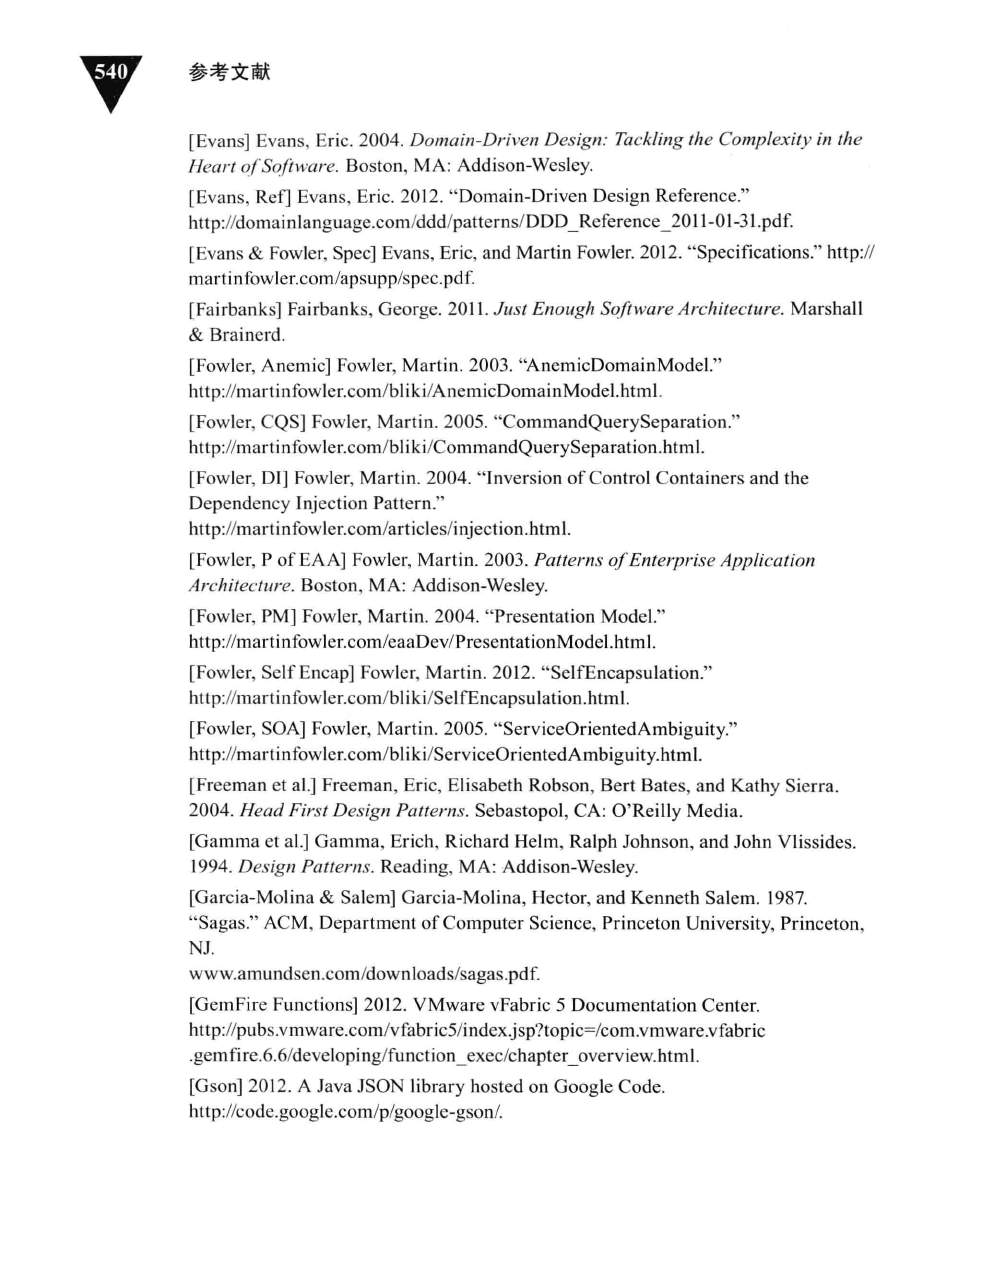 540
参考文献
[Evans] Evans, Eric. 2004. Domain-Driven Design: Tackling the Complexity in the
Heart of Software. Boston, MA: Addison-Wesley.
[Evans, Ref] Evans, Eric. 2012. “Domain-Driven Design Reference.”
http://domainlanguage.com/ddd/patterns/DDD_Reference_2011-01-31.pdf.
[Evans & Fowler, Spec] Evans, Eric, and Martin Fowler. 2012. “Specifications.” http://
martinfowler.com/apsupp/spec.pdf.
[Fairbanks] Fairbanks, George. 2011. Just Enough Software Architecture. Marshall
& Brainerd.
[Fowler, Anemic] Fowler, Martin. 2003. “AnemicDomainModel.”
http://martinfowler.com/bliki/AnemicDomainModel.html.
[Fowler, CQS] Fowler, Martin. 2005. “CommandQuerySeparation.”
http://martinfowler.com/bliki/CommandQuerySeparation.html.
[Fowler, DI] Fowler, Martin. 2004. “Inversion of Control Containers and the
Dependency Injection Pattern.”
http://martinfowler.com/articles/injection.html.
[Fowler, P of EAA] Fowler, Martin. 2003. Patterns of Enterprise Application
Architecture. Boston, MA: Addison-Wesley.
[Fowler, PM] Fowler, Martin. 2004. “Presentation Model.”
http://martinfowler.com/eaaDev/PresentationModel.html.
[Fowler, Self Encap] Fowler, Martin. 2012. “SelfEncapsulation.”
http://martinfowler.com/bliki/SelfEncapsulation.html.
[Fowler, SOA] Fowler, Martin. 2005. “ServiceOrientedAmbiguity.”
http://martinfowler.com/bliki/ServiceOrientedAmbiguity.html.
[Freeman et al.] Freeman, Eric, Elisabeth Robson, Bert Bates, and Kathy Sierra.
2004. Head First Design Patterns. Sebastopol, CA: O’Reilly Media.
[Gamma et al.] Gamma, Erich, Richard Helm, Ralph Johnson, and John Vlissides.
1994. Design Patterns. Reading, MA: Addison-Wesley.
[Garcia-Molina & Salem] Garcia-Molina, Hector, and Kenneth Salem. 1987.
“Sagas.” ACM, Department of Computer Science, Princeton University, Princeton,
NJ.
www.amundsen.com/downloads/sagas.pdf.
[GemFire Functions] 2012. VMware vFabric 5 Documentation Center.
http://pubs.vmware.com/vfabric5/index.jsp?topic=/com.vmware.vfabric
.gemfire.6.6/developing/function_exec/chapter_overview.html.
[Gson] 2012. A Java JSON library hosted on Google Code.
http://code.google.com/p/google-gson/.